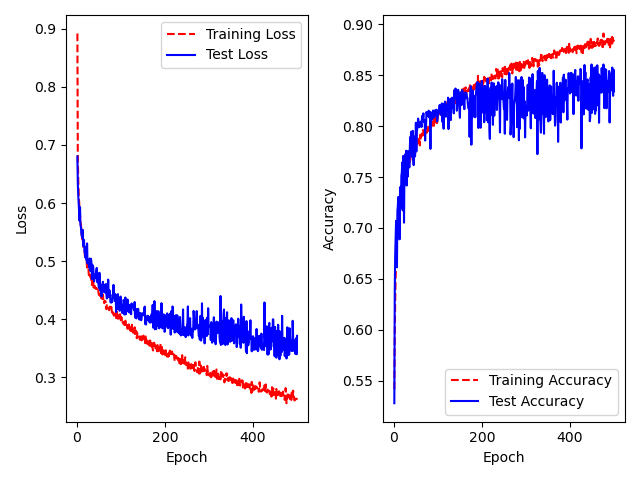 0.9
0.8
0.7
0.6
0.5
0.4
0.3
Loss
0 200 400
Epoch
Training Loss
Test Loss
0.90
0.85
0.80
0.75
0.70
0.65
0.60
0.55
Accuracy
0 200 400
Epoch
Training Accuracy
Test Accuracy